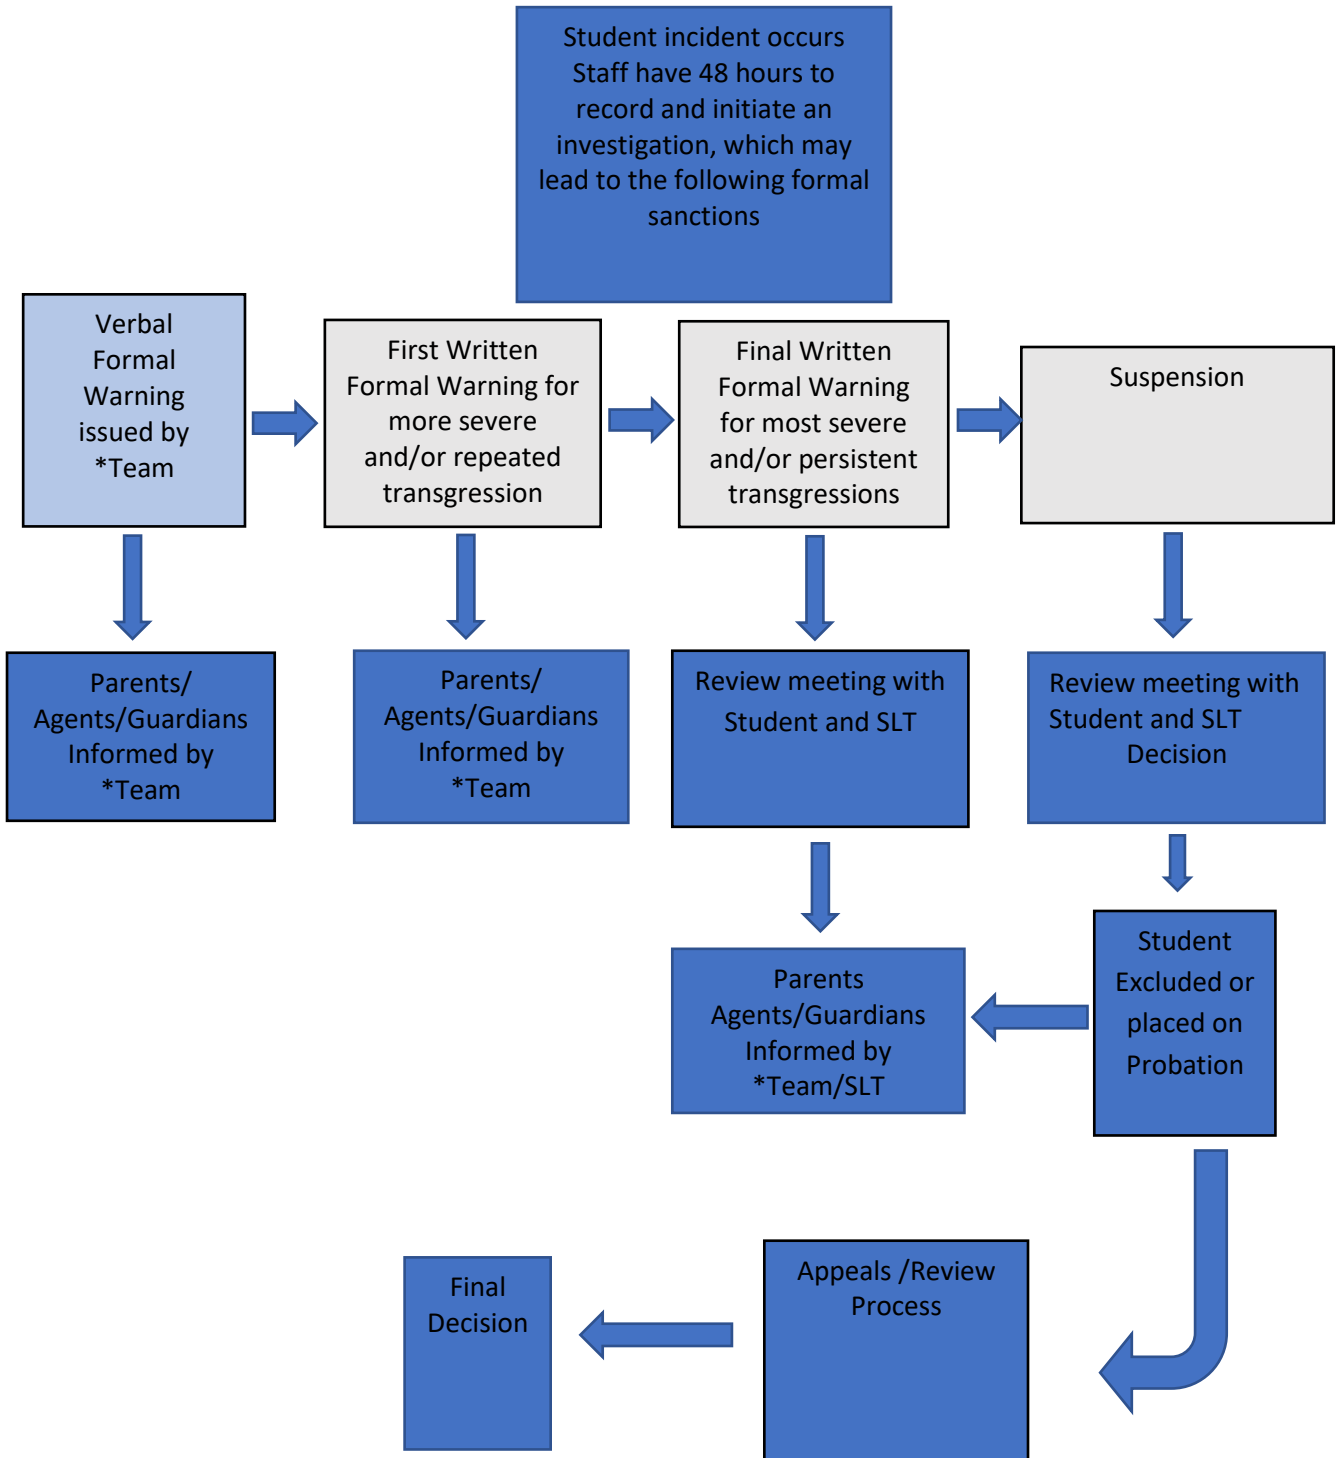 Student incident occurs
Staff have 48 hours to
record and initiate an
investigation, which may
lead to the following formal
sanctions
Verbal
Formal
Warning
issued by
*Team
First Written
Formal Warning for
more severe
and/or repeated
transgression
Final Written
Formal Warning
for most severe
and/or persistent
transgressions
Suspension
Parents/
Agents/Guardians
Informed by
*Team
Parents/
Agents/Guardians
Informed by
*Team
Review meeting with
Student and SLT
Review meeting with
Student and SLT
Decision
Parents
Agents/Guardians
Informed by
*Team/SLT
Student
Excluded or
placed on
Probation
Final
Decision
Appeals /Review
Process